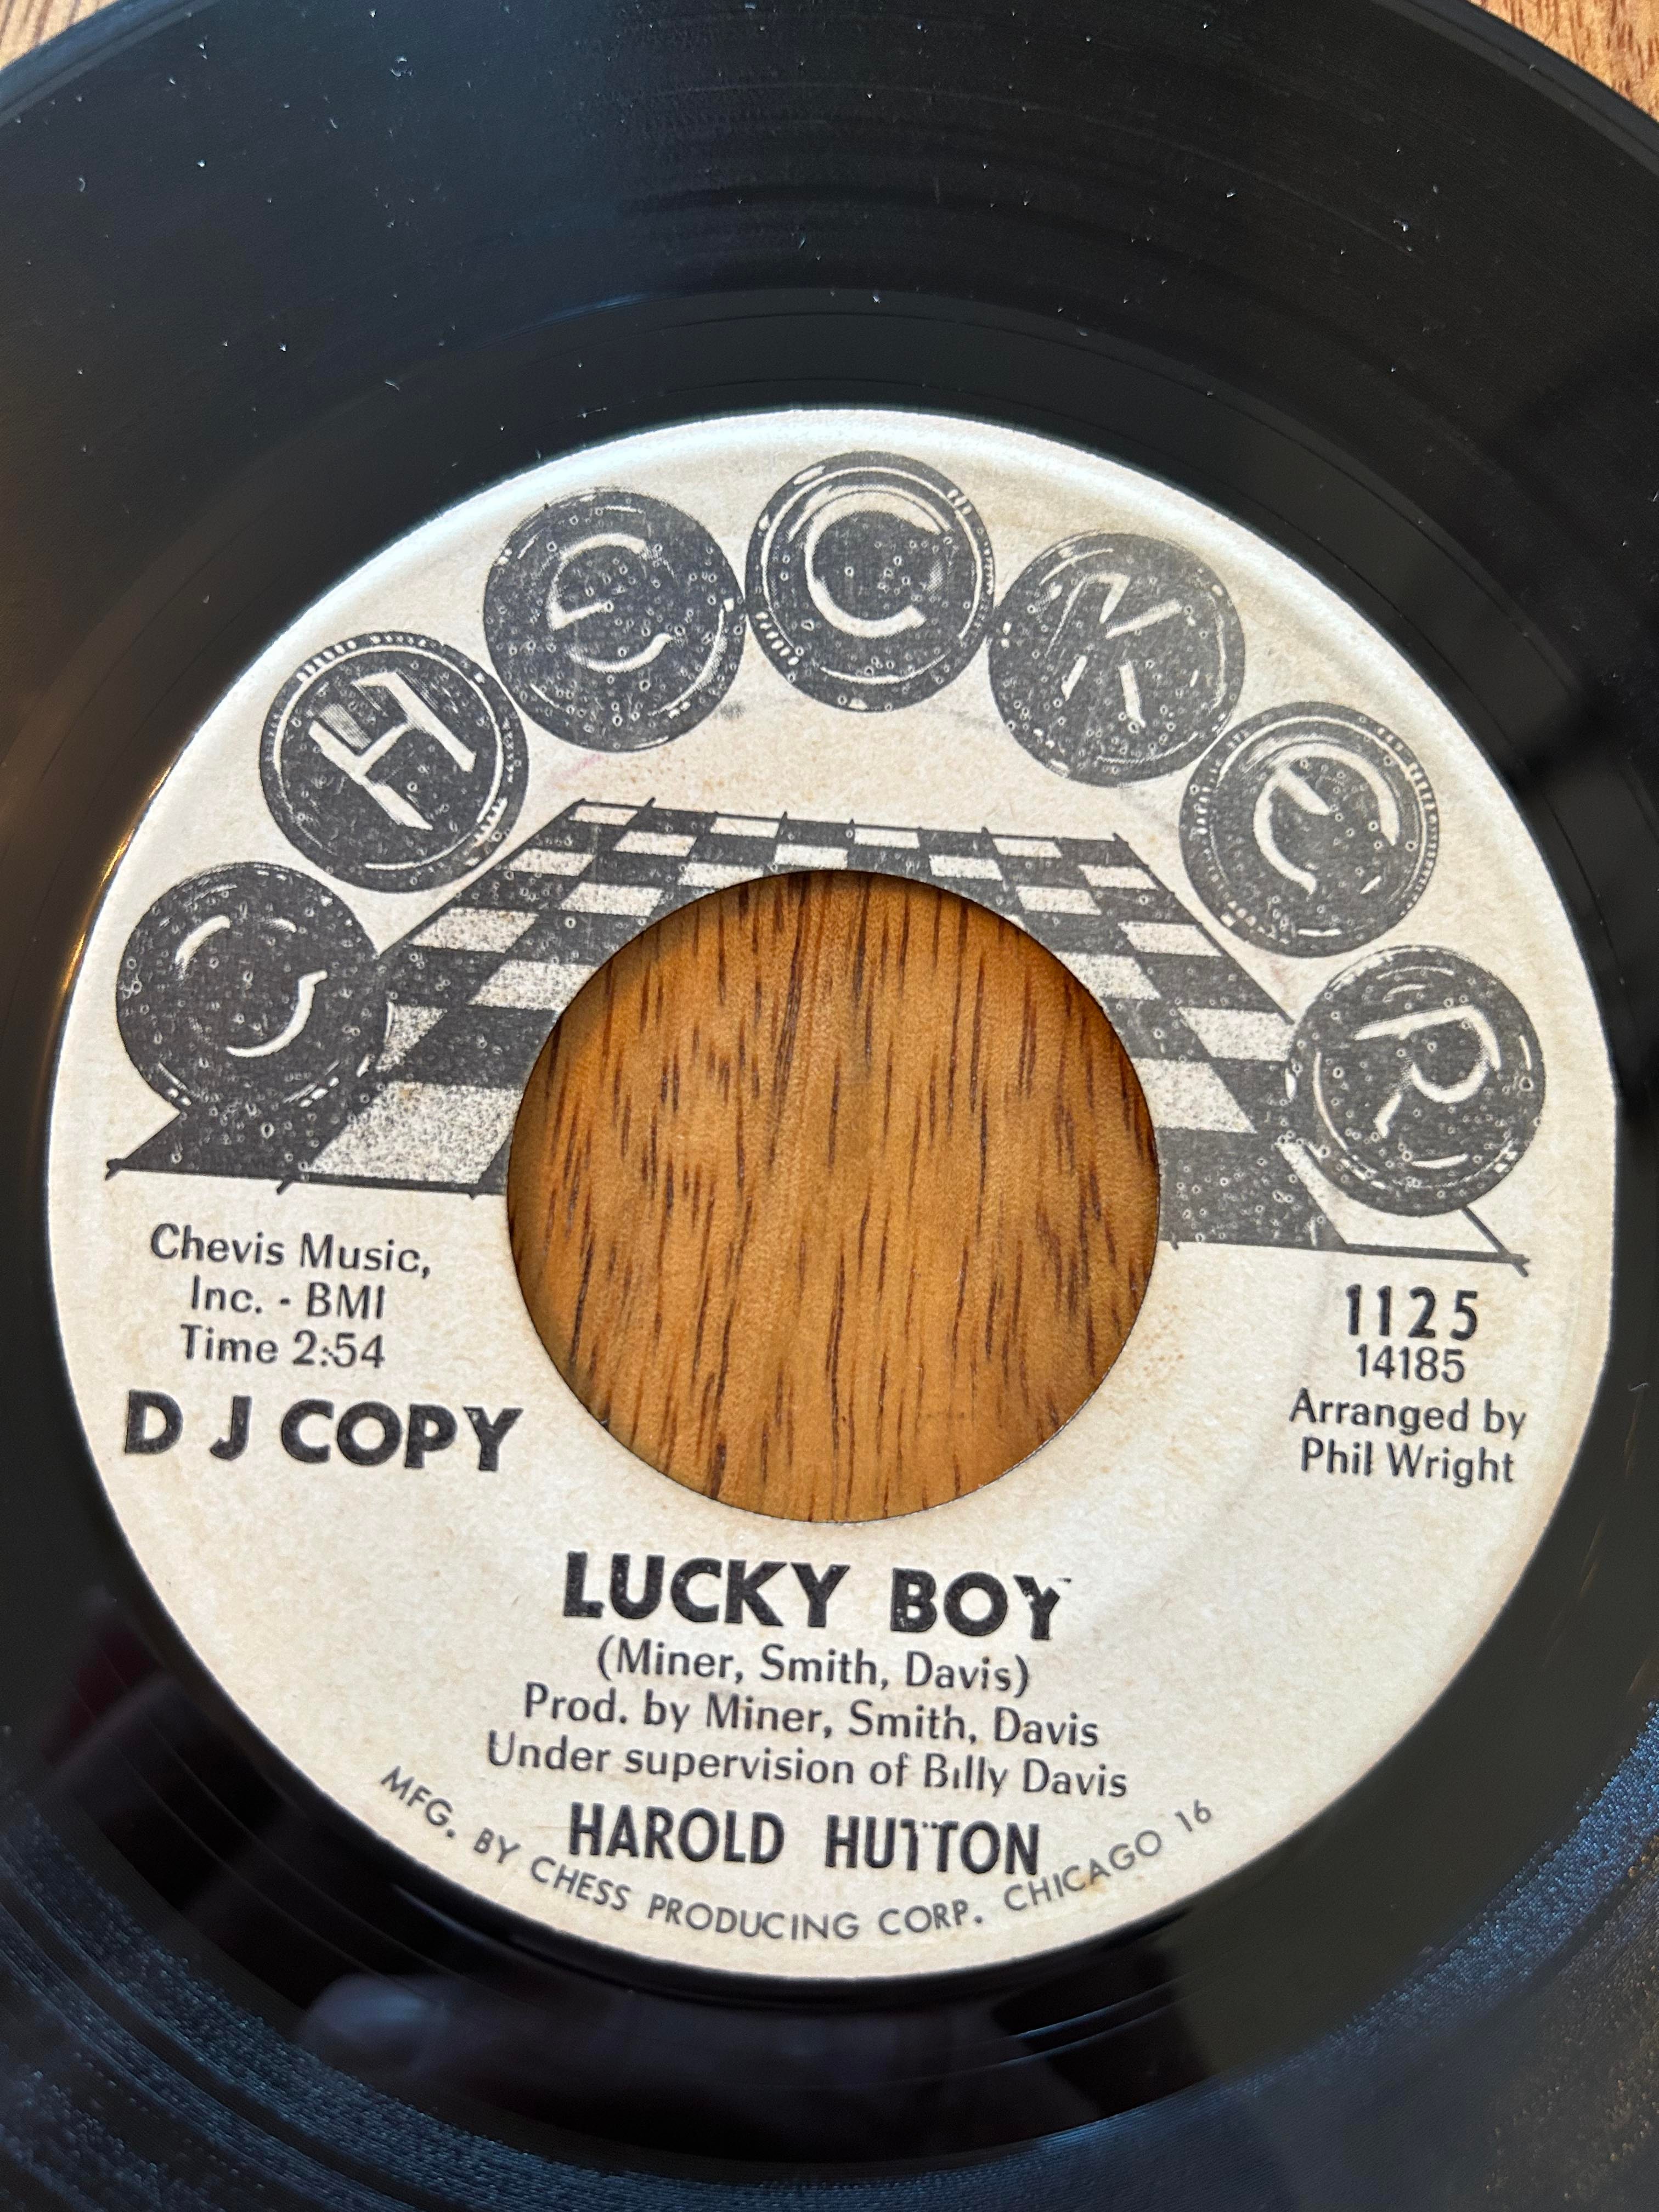 CHeCKeR
Chevis Music,
Inc. - BMI
Time 2:54
D J COPY
1125
14185
Arranged by
Phil Wright
LUCKY BOY
(Miner, Smith, Davis)
Prod. by Miner, Smith, Davis
Under supervision of Billy Davis
HAROLD HUTTON
MFG. BY CHESS PRODUCING CORP. CHICAGO 16